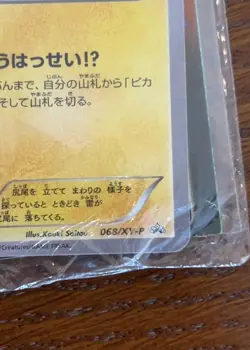 うはっせい!?
ぶんまで、自分の山札から「ピカ
そして山札を切る。
尻尾を 立てて まわりの 様子を
探っていると ときどき 雷が
に 落ちてくる。
Illus.Kouki Saitou
068/XY-P